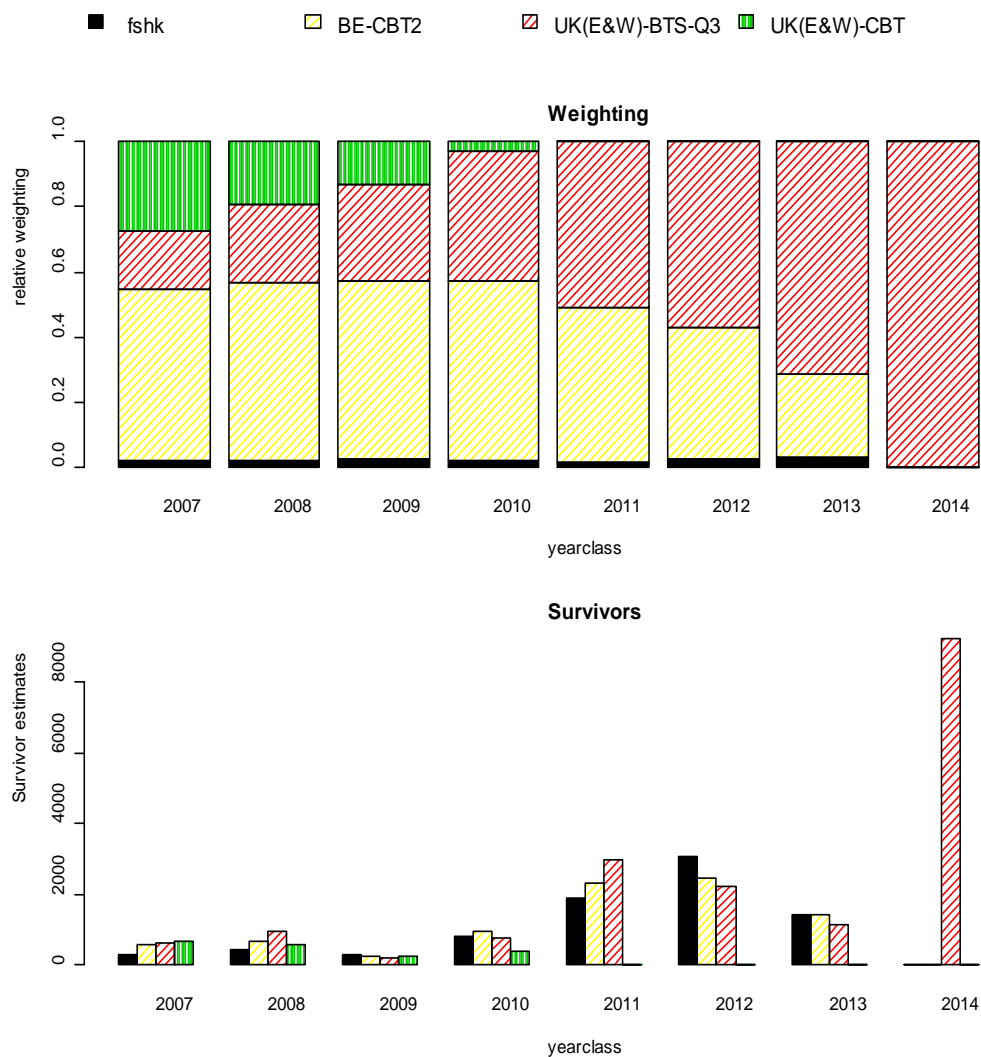 fshk BE-CBT2 UK(E&W)-BTS-Q3 UK(E&W)-CBT
Weighting
relative weighting
1.0
0.8
0.6
0.4
0.2
0.0
2007 2008 2009 2010 2011 2012 2013 2014
yearclass
Survivors
Survivor estimates
8000
6000
4000
2000
0
2007 2008 2009 2010 2011 2012 2013 2014
yearclass